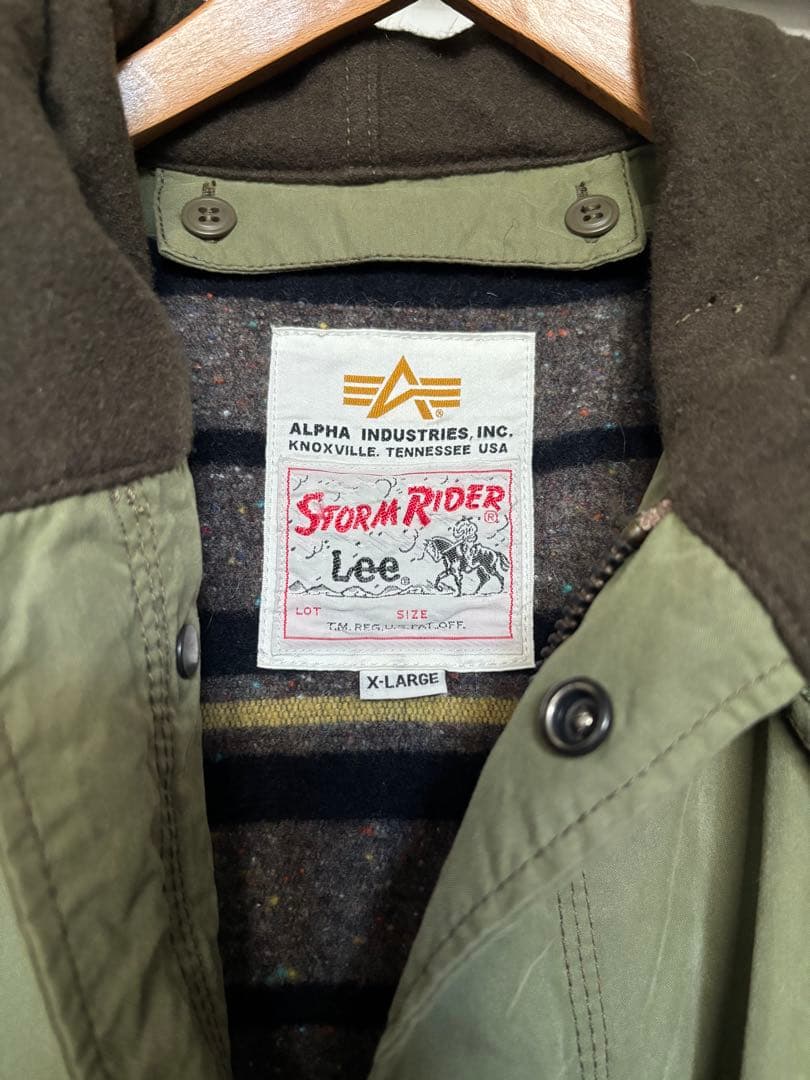 ALPHA INDUSTRIES, INC.
KNOXVILLE. TENNESSEE USA
STORM RIDER ®
Lee ®
LOT SIZE
T.M. REG. U.S. PAT. OFF.
X-LARGE